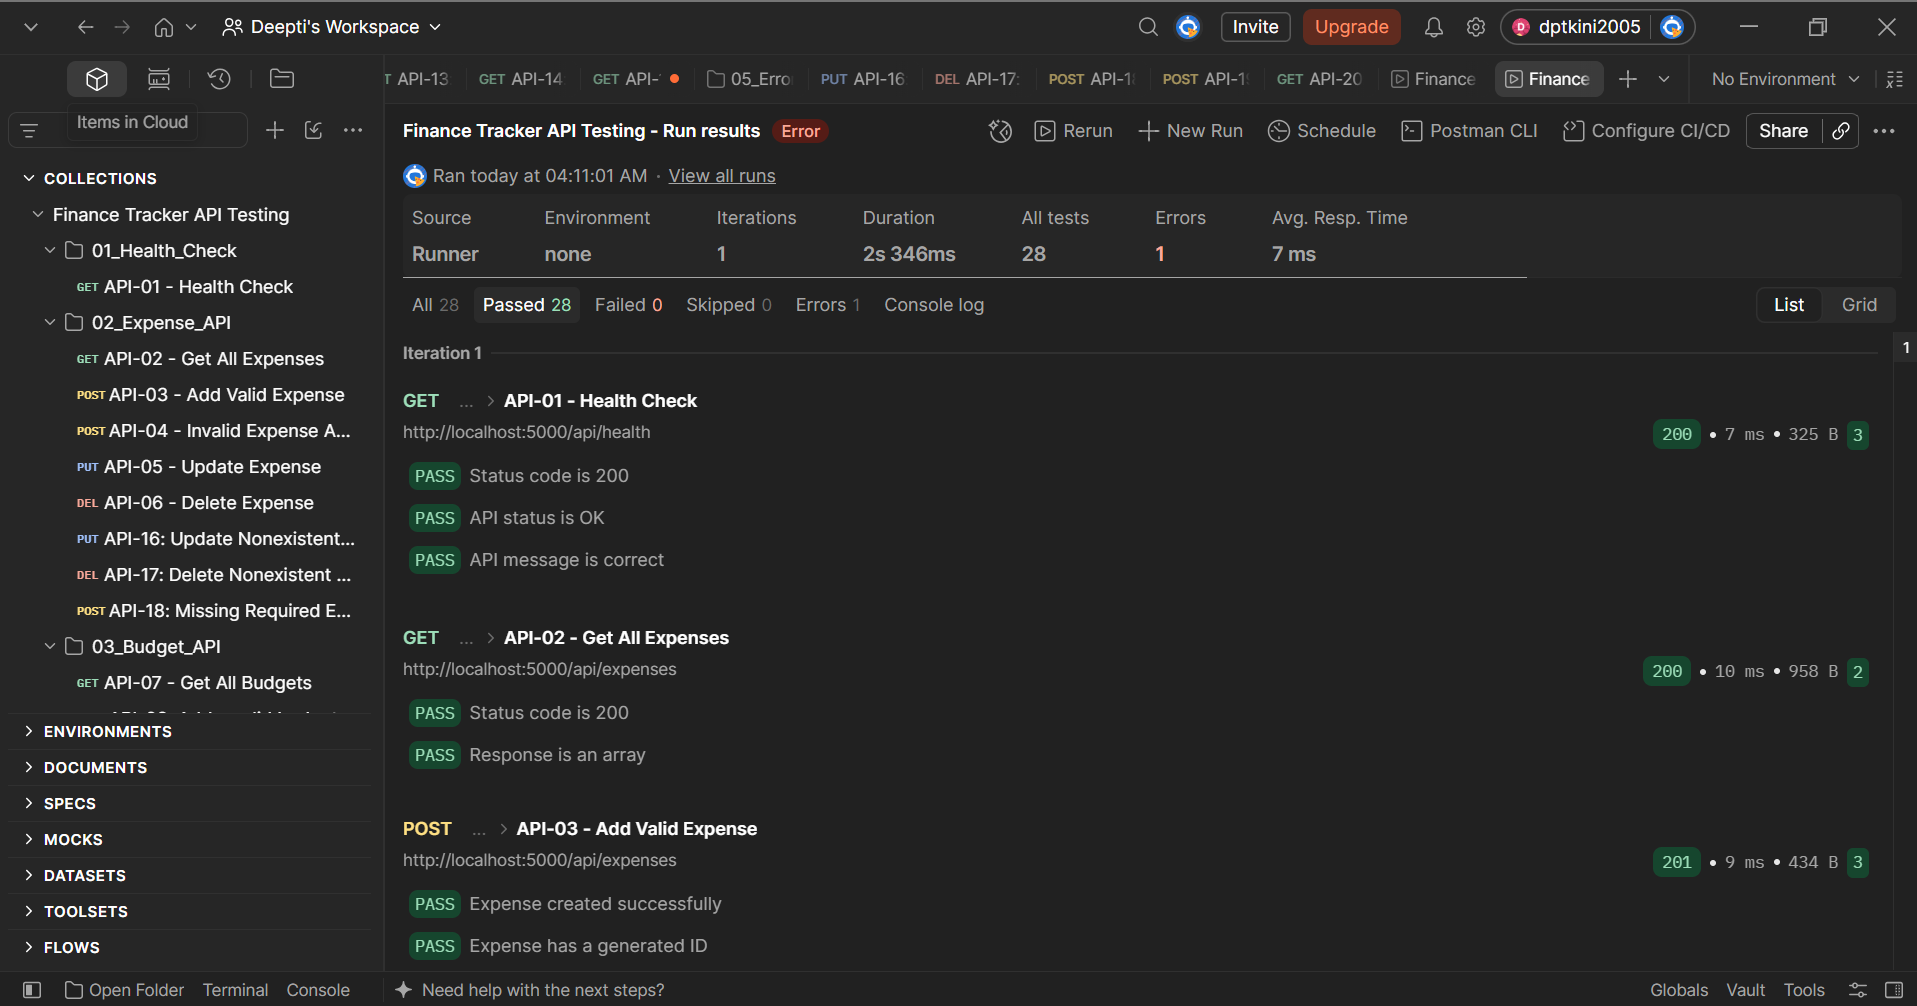 Deepti's Workspace
Invite
Upgrade
dptkini2005
T API-13
GET API-14
GET API-
05_Erro
PUT API-16
DEL API-17:
POST API-18
POST API-19
GET API-20
Finance
Finance
No Environment
Items in Cloud
COLLECTIONS
Finance Tracker API Testing
01_Health_Check
GET API-01 - Health Check
02_Expense_API
GET API-02 - Get All Expenses
POST API-03 - Add Valid Expense
POST API-04 - Invalid Expense A...
PUT API-05 - Update Expense
DEL API-06 - Delete Expense
PUT API-16: Update Nonexistent...
DEL API-17: Delete Nonexistent ...
POST API-18: Missing Required E...
03_Budget_API
GET API-07 - Get All Budgets
ENVIRONMENTS
DOCUMENTS
SPECS
MOCKS
DATASETS
TOOLSETS
FLOWS
Finance Tracker API Testing - Run results Error
Rerun
New Run
Schedule
Postman CLI
Configure CI/CD
Share
Ran today at 04:11:01 AM · View all runs
Source Environment Iterations Duration All tests Errors Avg. Resp. Time
Runner none 1 2s 346ms 28 1 7 ms
All 28 Passed 28 Failed 0 Skipped 0 Errors 1 Console log
List Grid
Iteration 1
1
GET ... > API-01 - Health Check
http://localhost:5000/api/health
200 • 7 ms • 325 B 3
PASS Status code is 200
PASS API status is OK
PASS API message is correct
GET ... > API-02 - Get All Expenses
http://localhost:5000/api/expenses
200 • 10 ms • 958 B 2
PASS Status code is 200
PASS Response is an array
POST ... > API-03 - Add Valid Expense
http://localhost:5000/api/expenses
201 • 9 ms • 434 B 3
PASS Expense created successfully
PASS Expense has a generated ID
Open Folder Terminal Console
Need help with the next steps?
Globals Vault Tools